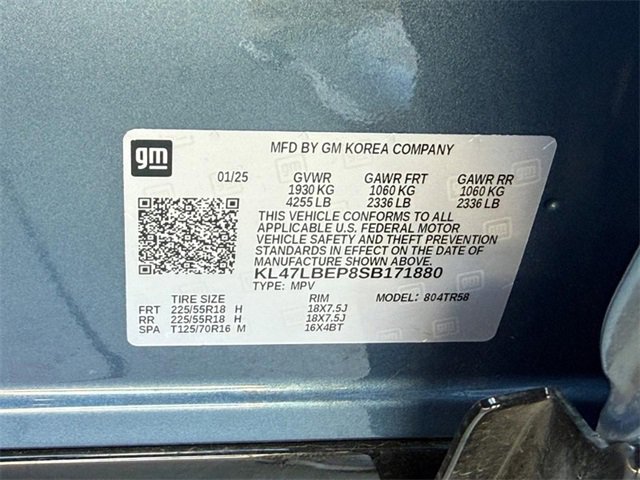 gm
MFD BY GM KOREA COMPANY
01/25 GVWR GAWR FRT GAWR RR
1930 KG 1060 KG 1060 KG
4255 LB 2336 LB 2336 LB
THIS VEHICLE CONFORMS TO ALL
APPLICABLE U.S. FEDERAL MOTOR
VEHICLE SAFETY AND THEFT PREVENTION
STANDARDS IN EFFECT ON THE DATE OF
MANUFACTURE SHOWN ABOVE.
KL47LBEP8SB171880
TYPE: MPV MODEL: 804TR58
TIRE SIZE RIM
FRT 225/55R18 H 18X7.5J
RR 225/55R18 H 18X7.5J
SPA T125/70R16 M 16X4BT